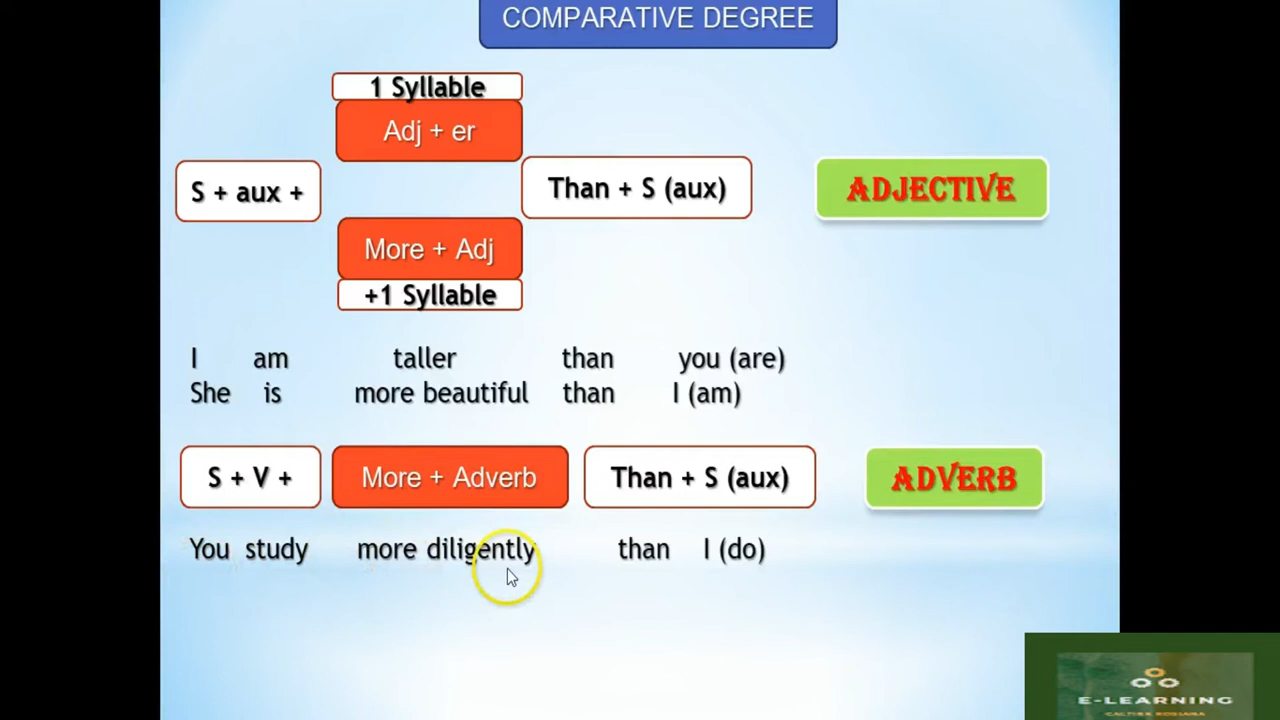 COMPARATIVE DEGREE
1 Syllable
Adj + er
S + aux +
Than + S (aux)
ADJECTIVE
More + Adj
+1 Syllable
I am taller than you (are)
She is more beautiful than I (am)
S + V +
More + Adverb
Than + S (aux)
ADVERB
You study more diligently than I (do)
E-LEARNING